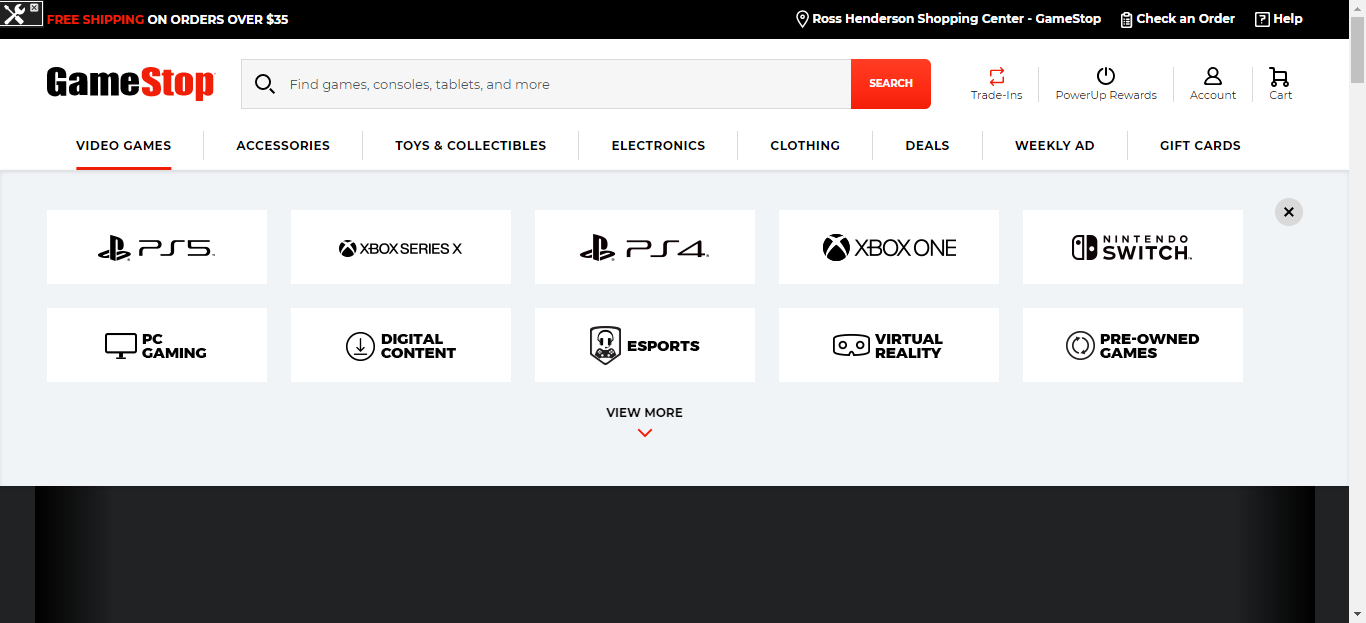 FREE SHIPPING ON ORDERS OVER $35
Ross Henderson Shopping Center - GameStop
Check an Order
Help
GameStop
Find games, consoles, tablets, and more
SEARCH
Trade-Ins
PowerUp Rewards
Account
Cart
VIDEO GAMES
ACCESSORIES
TOYS & COLLECTIBLES
ELECTRONICS
CLOTHING
DEALS
WEEKLY AD
GIFT CARDS
PS5
XBOX SERIES X
PS4
XBOX ONE
NINTENDO
SWITCH
PC
GAMING
DIGITAL
CONTENT
ESPORTS
VIRTUAL
REALITY
PRE-OWNED
GAMES
VIEW MORE